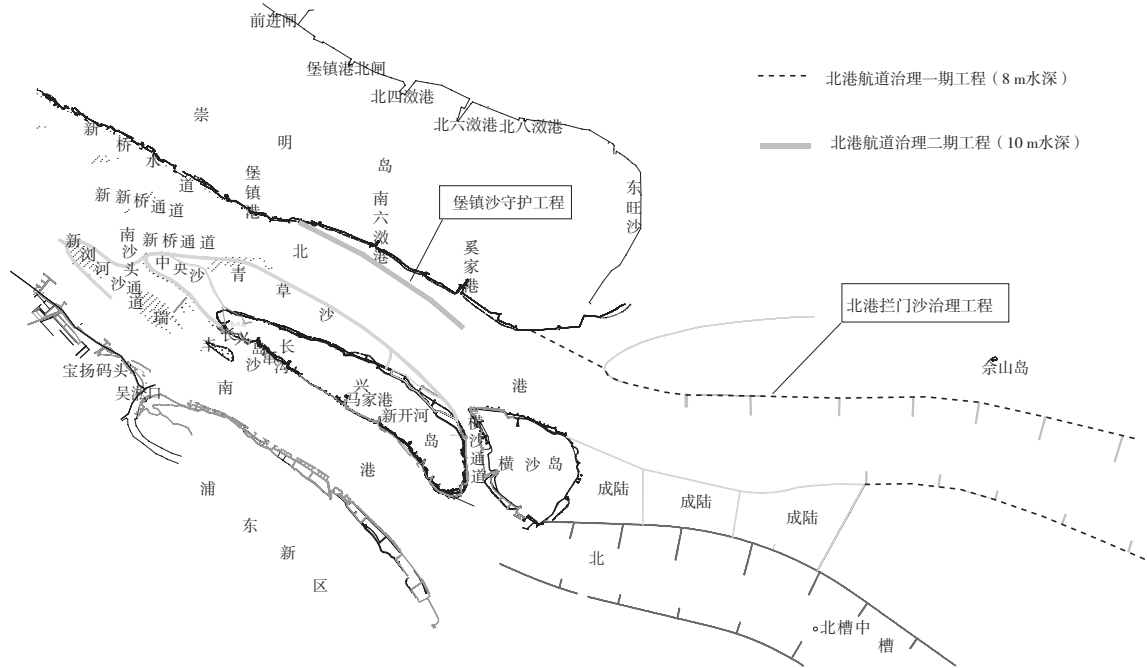 前进闸
堡镇港北闸
北四滧港
北六滧港
北八滧港
北港航道治理一期工程（8 m水深）
北港航道治理二期工程（10 m水深）
崇明岛
新桥水道
堡镇港
南六滧港
堡镇沙守护工程
奚家港
东旺沙
新新桥通道
新桥通道
南沙头通道
新浏河沙
中央沙
青草沙
北港
北港拦门沙治理工程
佘山岛
瑞丰沙
长兴岛
马家港
新开河
宝扬码头
南港
横沙通道
横沙岛
成陆
成陆
成陆
浦东新区
北槽
北槽中